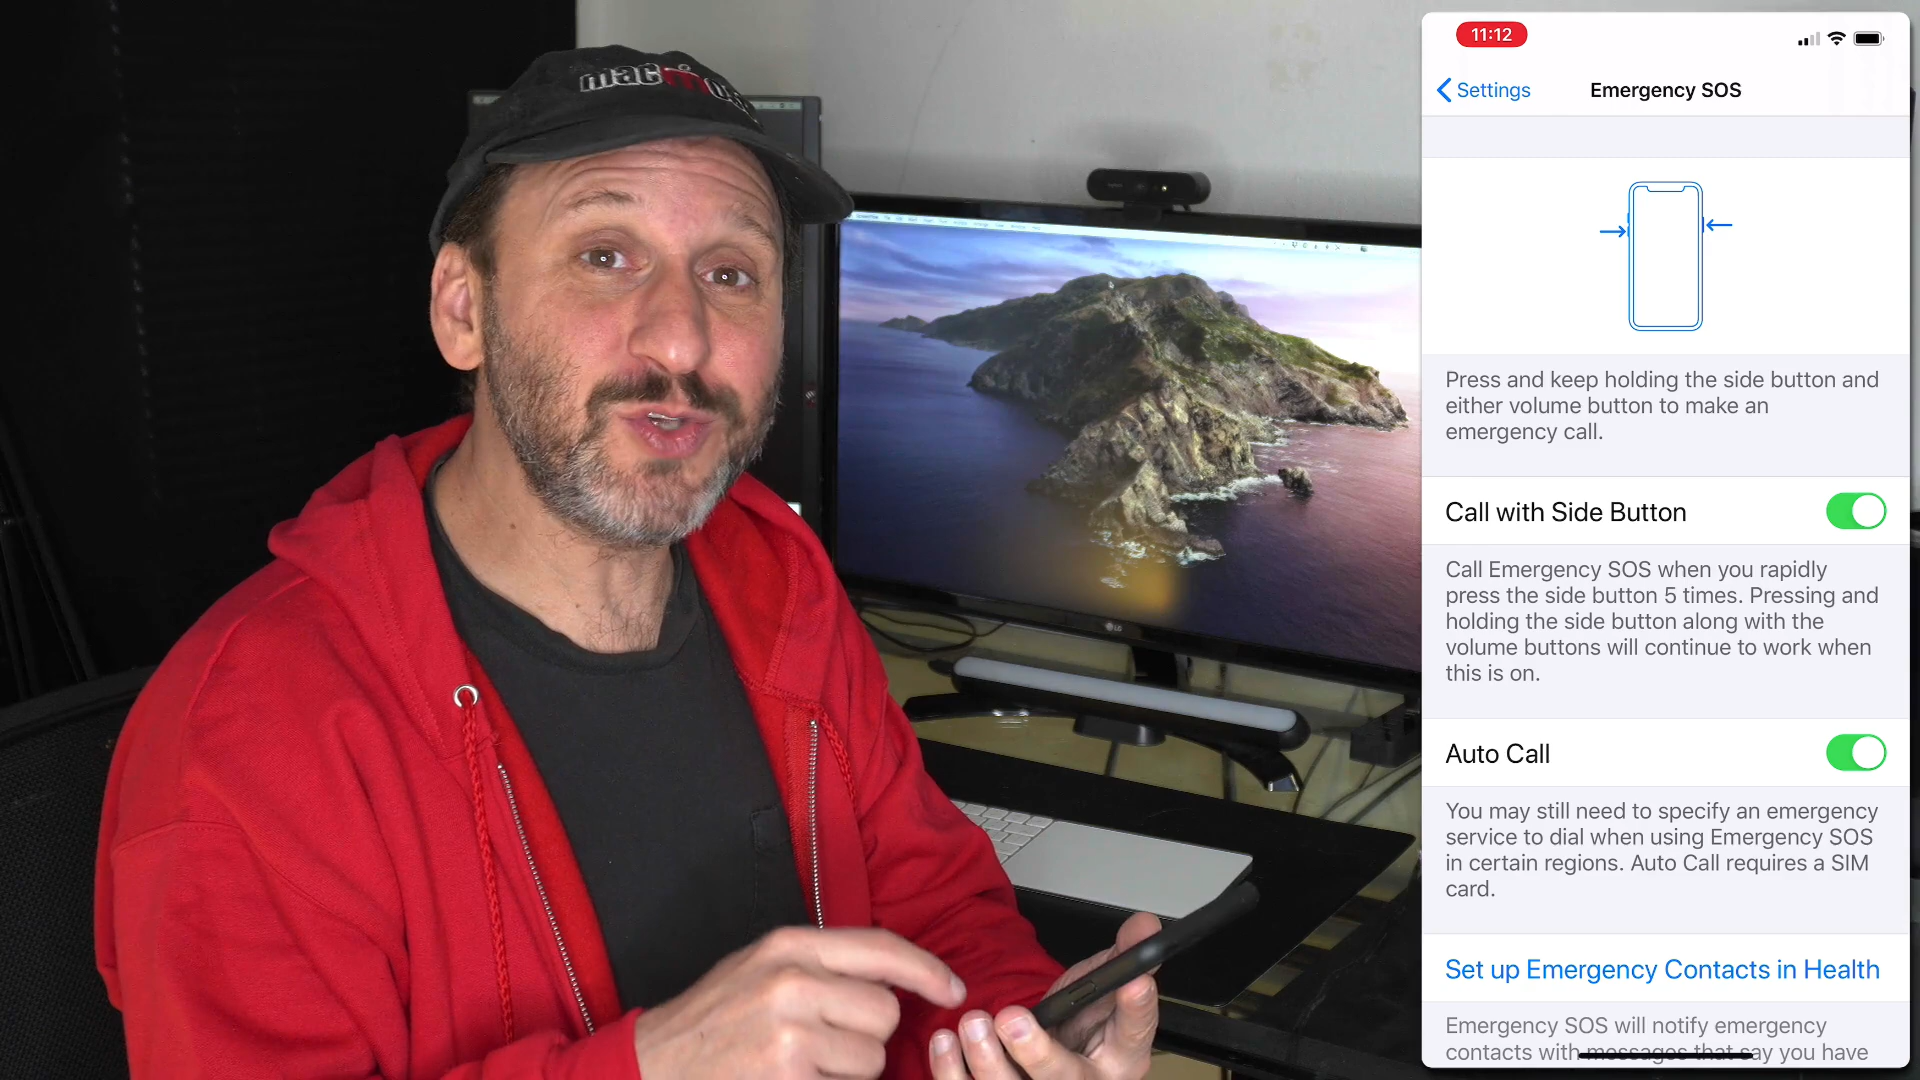 macmost
11:12
Settings
Emergency SOS
Press and keep holding the side button and
either volume button to make an
emergency call.
Call with Side Button
Call Emergency SOS when you rapidly
press the side button 5 times. Pressing and
holding the side button along with the
volume buttons will continue to work when
this is on.
Auto Call
You may still need to specify an emergency
service to dial when using Emergency SOS
in certain regions. Auto Call requires a SIM
card.
Set up Emergency Contacts in Health
Emergency SOS will notify emergency
contacts with messages that say you have
LG